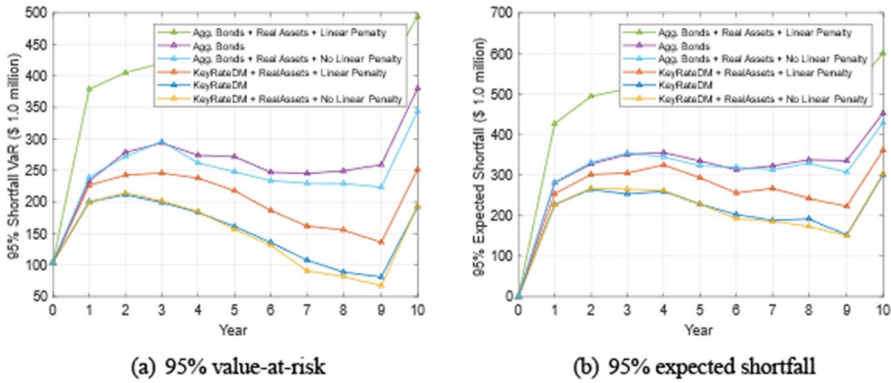 500
450
400
350
300
250
200
150
100
50
95% Shortfall VaR ($ 1.0 million)
Agg. Bonds + Real Assets + Linear Penalty
Agg. Bonds
Agg. Bonds + Real Assets + No Linear Penalty
KeyRateDM + RealAssets + Linear Penalty
KeyRateDM
KeyRateDM + RealAssets + No Linear Penalty
0 1 2 3 4 5 6 7 8 9 10
Year
(a) 95% value-at-risk
700
600
500
400
300
200
100
0
95% Expected Shortfall ($ 1.0 million)
Agg. Bonds + Real Assets + Linear Penalty
Agg. Bonds
Agg. Bonds + Real Assets + No Linear Penalty
KeyRateDM + RealAssets + Linear Penalty
KeyRateDM
KeyRateDM + RealAssets + No Linear Penalty
0 1 2 3 4 5 6 7 8 9 10
Year
(b) 95% expected shortfall